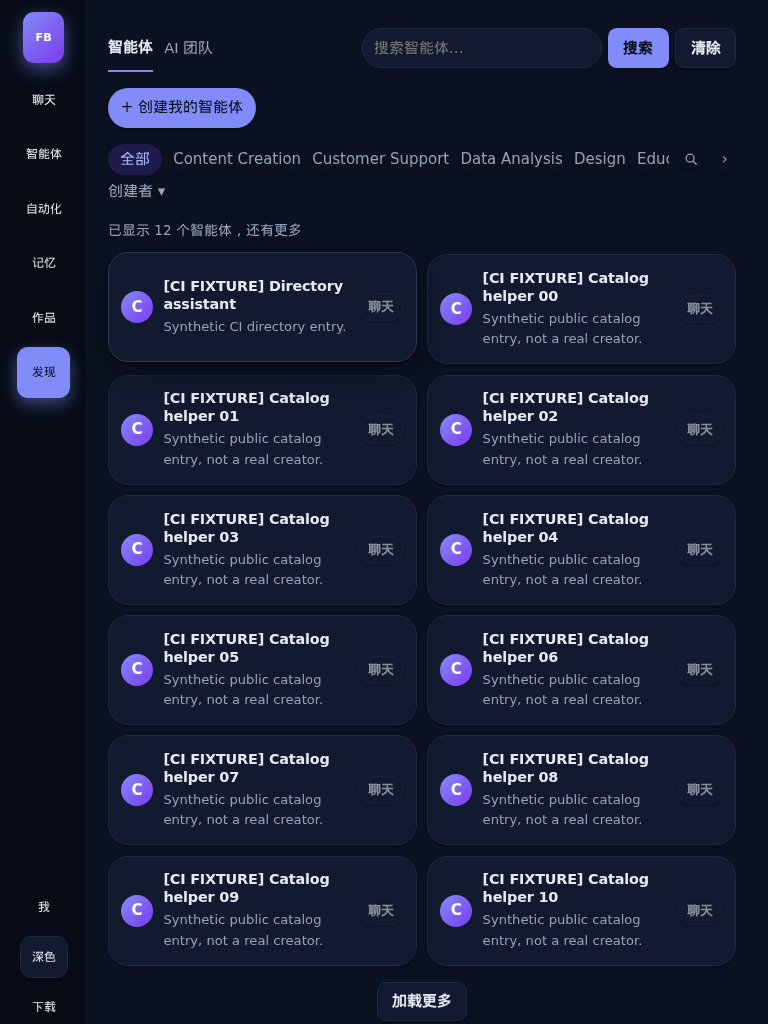 FB
聊天
智能体
自动化
记忆
作品
发现
我
深色
下载
智能体 AI 团队
搜索智能体...
搜索
清除
+ 创建我的智能体
全部 Content Creation Customer Support Data Analysis Design Educ
创建者 ▾
已显示 12 个智能体，还有更多
C
[CI FIXTURE] Directory
assistant
Synthetic CI directory entry.
聊天
C
[CI FIXTURE] Catalog
helper 00
Synthetic public catalog
entry, not a real creator.
聊天
C
[CI FIXTURE] Catalog
helper 01
Synthetic public catalog
entry, not a real creator.
聊天
C
[CI FIXTURE] Catalog
helper 02
Synthetic public catalog
entry, not a real creator.
聊天
C
[CI FIXTURE] Catalog
helper 03
Synthetic public catalog
entry, not a real creator.
聊天
C
[CI FIXTURE] Catalog
helper 04
Synthetic public catalog
entry, not a real creator.
聊天
C
[CI FIXTURE] Catalog
helper 05
Synthetic public catalog
entry, not a real creator.
聊天
C
[CI FIXTURE] Catalog
helper 06
Synthetic public catalog
entry, not a real creator.
聊天
C
[CI FIXTURE] Catalog
helper 07
Synthetic public catalog
entry, not a real creator.
聊天
C
[CI FIXTURE] Catalog
helper 08
Synthetic public catalog
entry, not a real creator.
聊天
C
[CI FIXTURE] Catalog
helper 09
Synthetic public catalog
entry, not a real creator.
聊天
C
[CI FIXTURE] Catalog
helper 10
Synthetic public catalog
entry, not a real creator.
聊天
加载更多